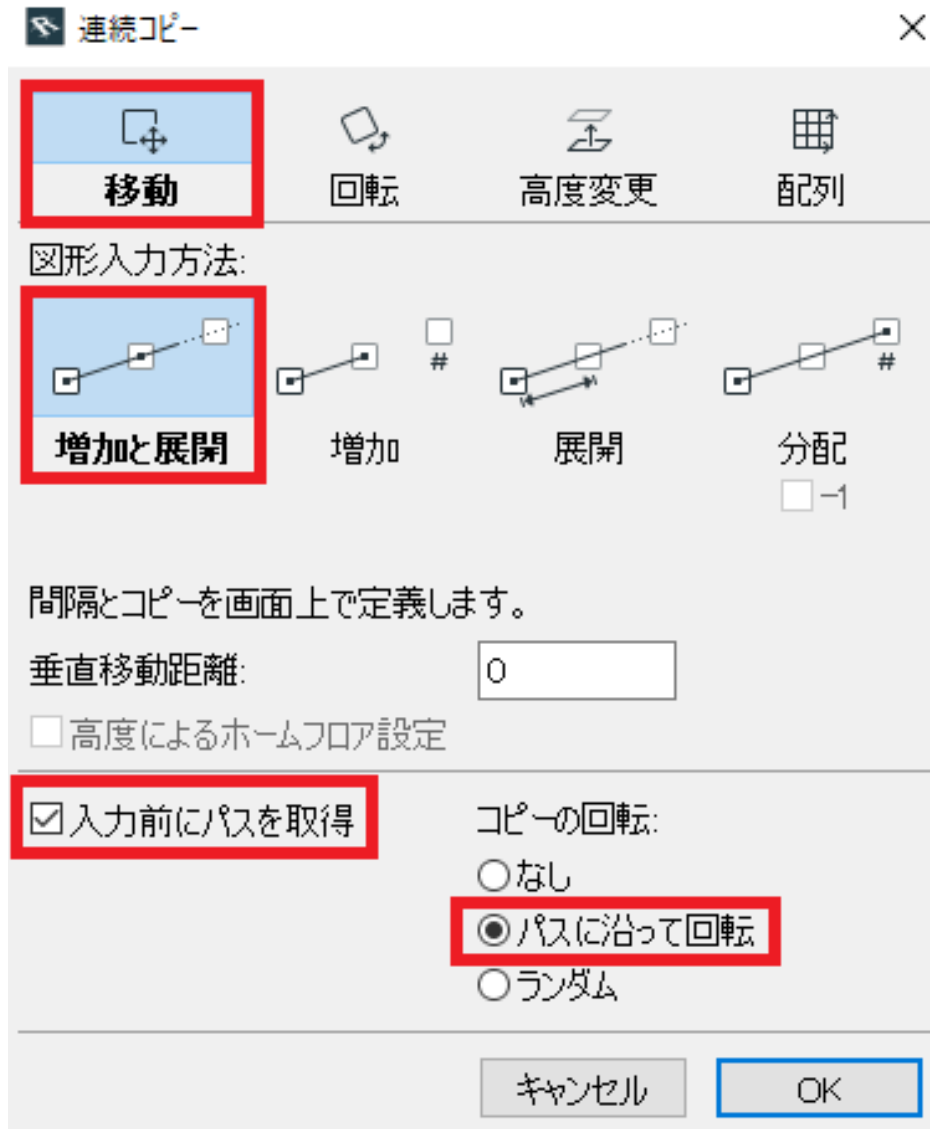 連続コピー
移動 回転 高度変更 配列
図形入力方法:
# #
増加と展開 増加 展開 分配
-1
間隔とコピーを画面上で定義します。
垂直移動距離: 0
高度によるホームフロア設定
入力前にパスを取得 コピーの回転:
なし
パスに沿って回転
ランダム
キャンセル OK